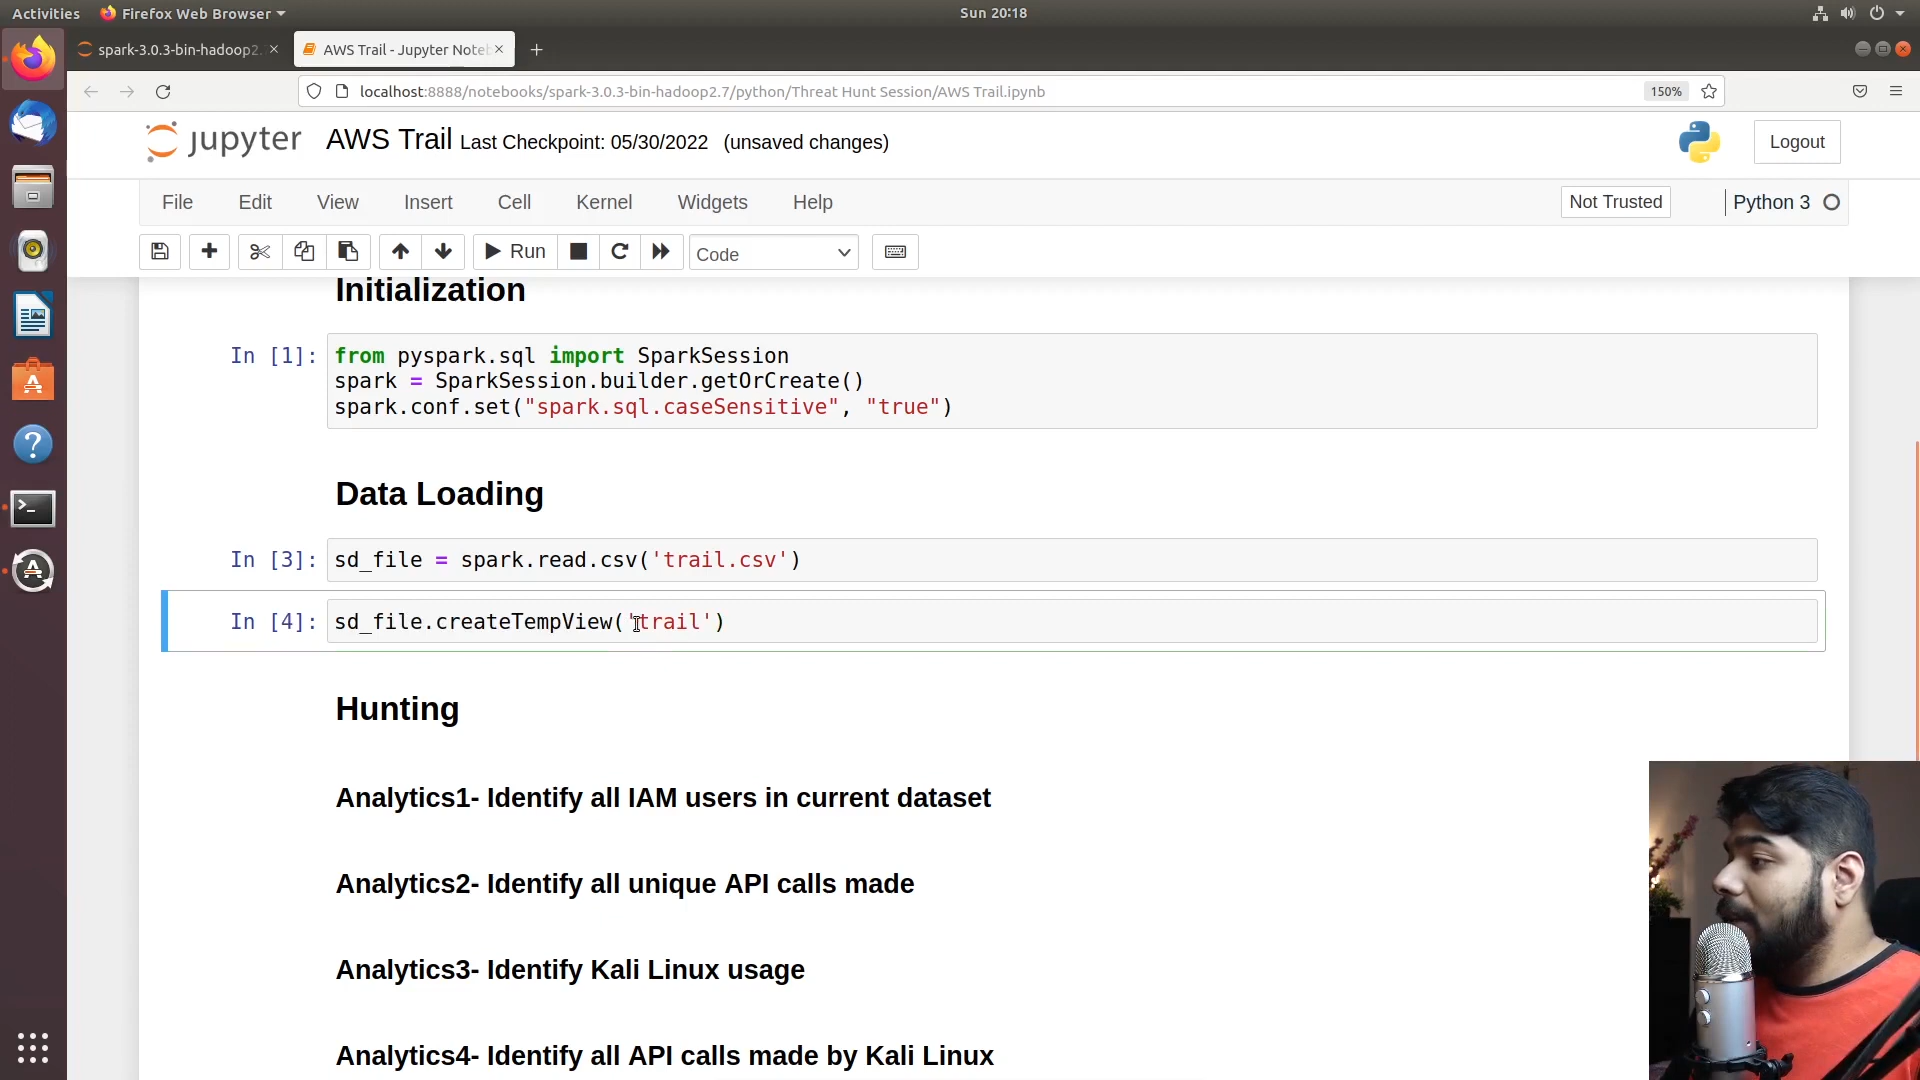 Activities Firefox Web Browser Sun 20:18
spark-3.0.3-bin-hadoop2. AWS Trail - Jupyter Noteb
localhost:8888/notebooks/spark-3.0.3-bin-hadoop2.7/python/Threat Hunt Session/AWS Trail.ipynb 150%
jupyter AWS Trail Last Checkpoint: 05/30/2022 (unsaved changes) Logout
File Edit View Insert Cell Kernel Widgets Help Not Trusted Python 3
Run Code
Initialization
In [1]: from pyspark.sql import SparkSession
spark = SparkSession.builder.getOrCreate()
spark.conf.set("spark.sql.caseSensitive", "true")
Data Loading
In [3]: sd_file = spark.read.csv('trail.csv')
In [4]: sd_file.createTempView('trail')
Hunting
Analytics1- Identify all IAM users in current dataset
Analytics2- Identify all unique API calls made
Analytics3- Identify Kali Linux usage
Analytics4- Identify all API calls made by Kali Linux